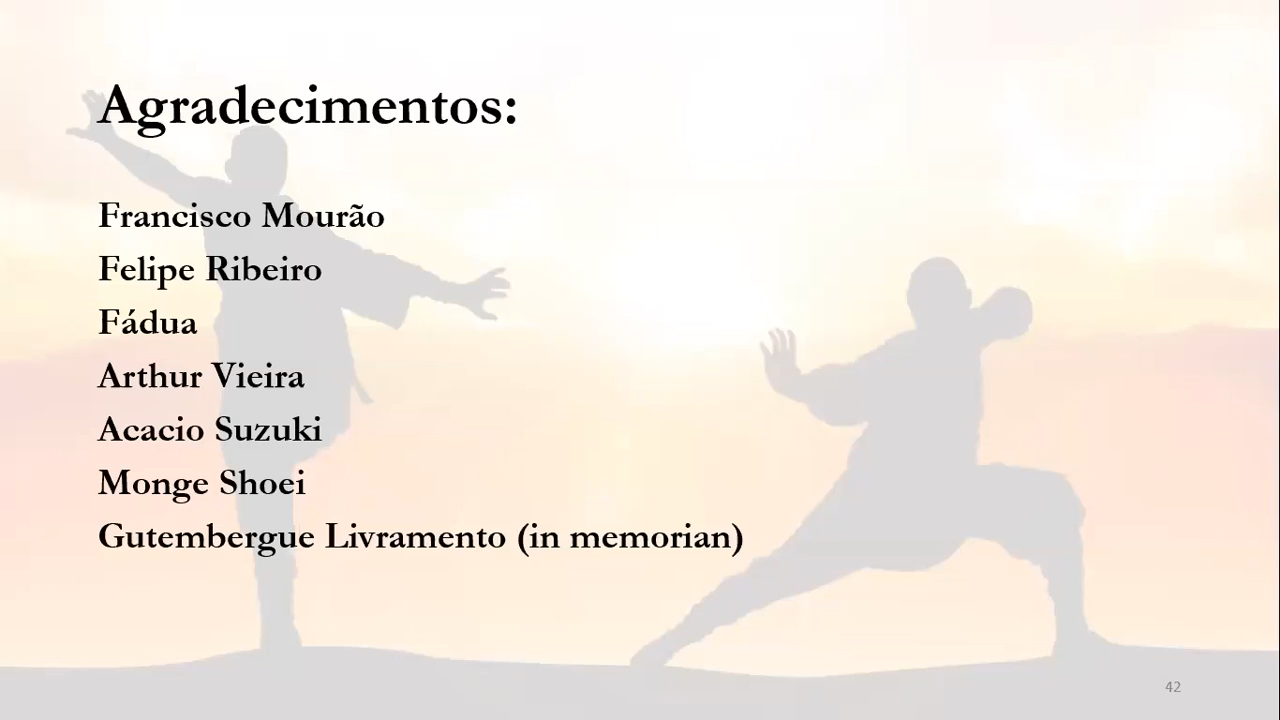 Agradecimentos:
Francisco Mourão
Felipe Ribeiro
Fádua
Arthur Vieira
Acacio Suzuki
Monge Shoei
Gutembergue Livramento (in memorian)
42